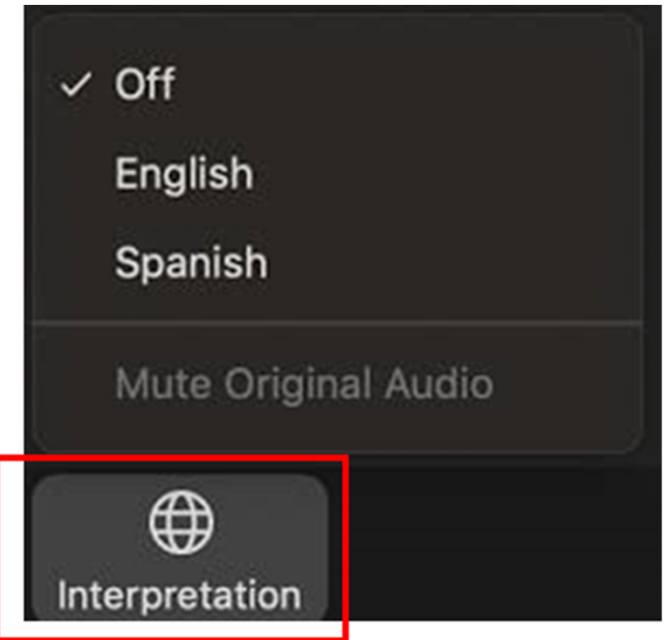 Off
English
Spanish
Mute Original Audio
Interpretation